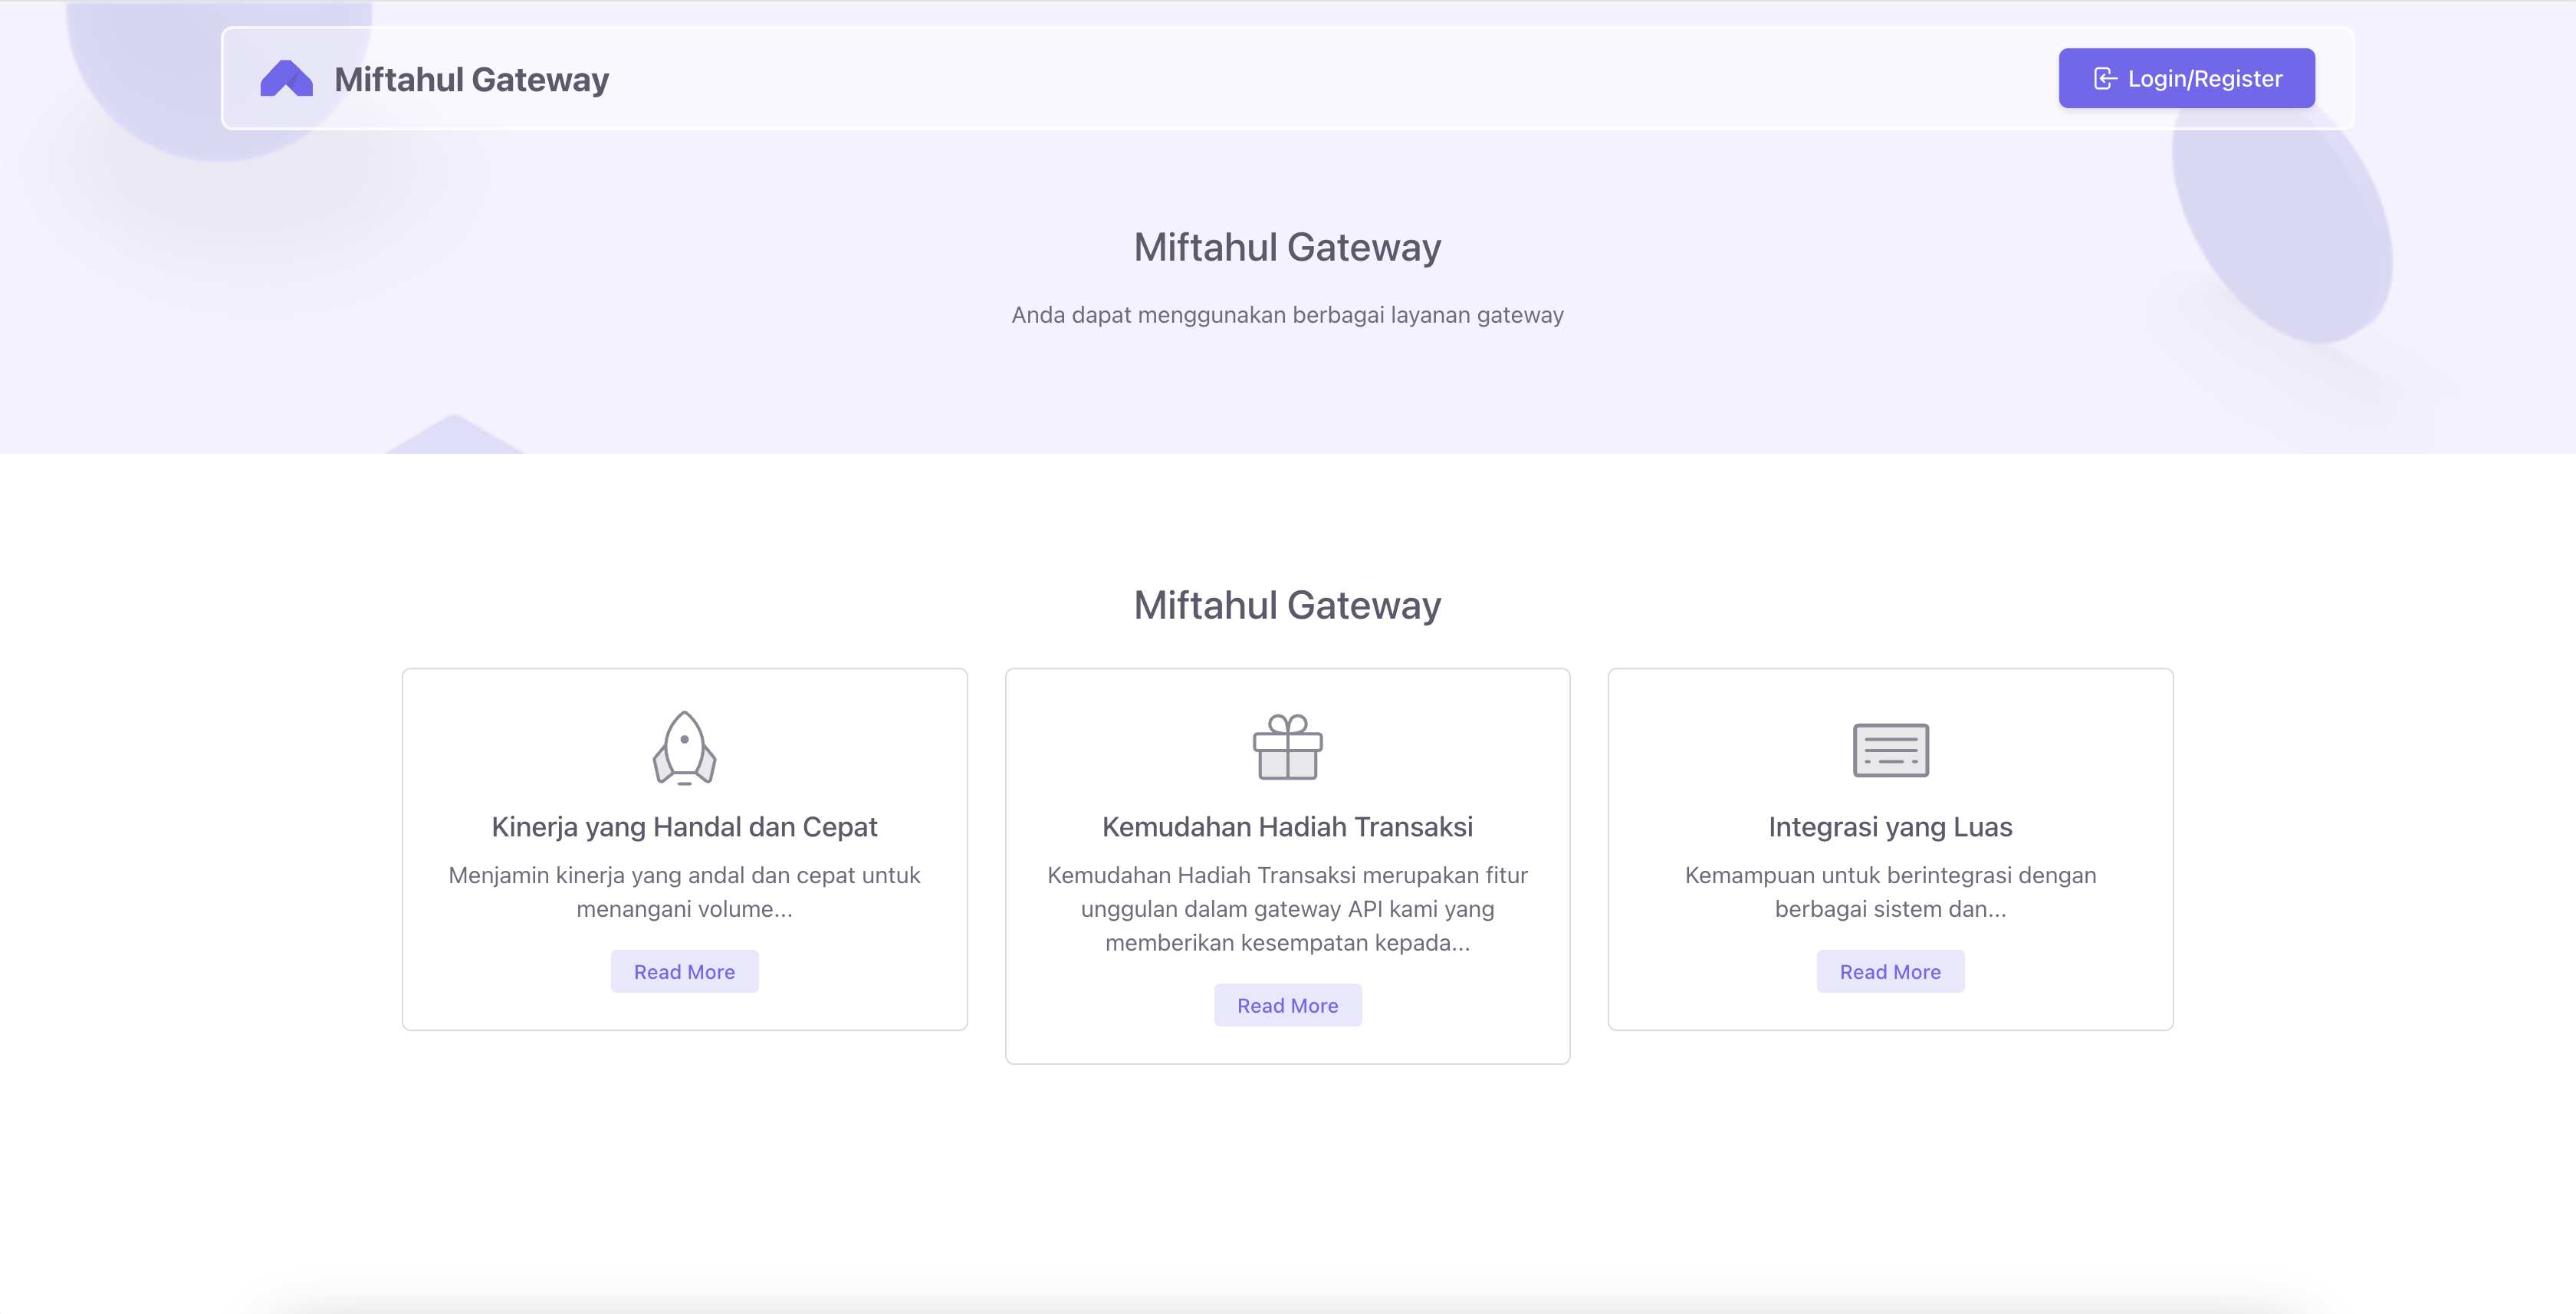 Miftahul Gateway
Login/Register
Miftahul Gateway
Anda dapat menggunakan berbagai layanan gateway
Miftahul Gateway
Kinerja yang Handal dan Cepat
Menjamin kinerja yang andal dan cepat untuk
menangani volume...
Read More
Kemudahan Hadiah Transaksi
Kemudahan Hadiah Transaksi merupakan fitur
unggulan dalam gateway API kami yang
memberikan kesempatan kepada...
Read More
Integrasi yang Luas
Kemampuan untuk berintegrasi dengan
berbagai sistem dan...
Read More